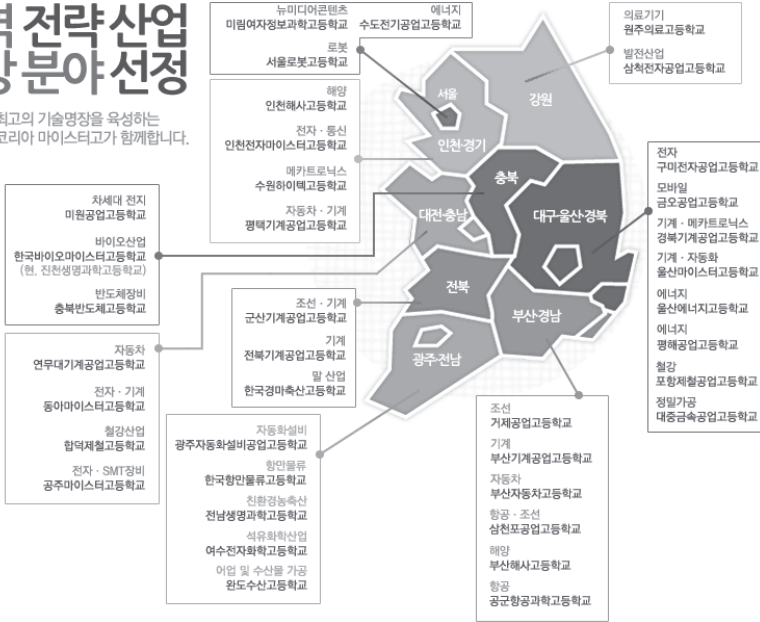 역 전략 산업
장 분야 선정
최고의 기술명장을 육성하는
코리아 마이스터고가 함께합니다.
뉴미디어콘텐츠
미림여자정보과학고등학교
에너지
수도전기공업고등학교
로봇
서울로봇고등학교
의료기기
원주의료고등학교
발전산업
삼척전자공업고등학교
해양
인천해사고등학교
전자 · 통신
인천전자마이스터고등학교
메카트로닉스
수원하이텍고등학교
자동차 · 기계
평택기계공업고등학교
서울
강원
인천·경기
충북
대전·충남
대구·울산·경북
전북
부산·경남
광주·전남
차세대 전지
미원공업고등학교
바이오산업
한국바이오마이스터고등학교
(현, 진천생명과학고등학교)
반도체장비
충북반도체고등학교
전자
구미전자공업고등학교
모바일
금오공업고등학교
기계 · 메카트로닉스
경북기계공업고등학교
기계 · 자동화
울산마이스터고등학교
에너지
울산에너지고등학교
에너지
평해공업고등학교
철강
포항제철공업고등학교
정밀가공
대중금속공업고등학교
조선 · 기계
군산기계공업고등학교
기계
전북기계공업고등학교
말 산업
한국경마축산고등학교
자동차
연무대기계공업고등학교
전자 · 기계
동아마이스터고등학교
철강산업
합덕제철고등학교
전자 · SMT장비
공주마이스터고등학교
자동화설비
광주자동화설비공업고등학교
항만물류
한국항만물류고등학교
친환경농축산
전남생명과학고등학교
석유화학산업
여수전자화학고등학교
어업 및 수산물 가공
완도수산고등학교
조선
거제공업고등학교
기계
부산기계공업고등학교
자동차
부산자동차고등학교
항공 · 조선
삼천포공업고등학교
해양
부산해사고등학교
항공
공군항공과학고등학교